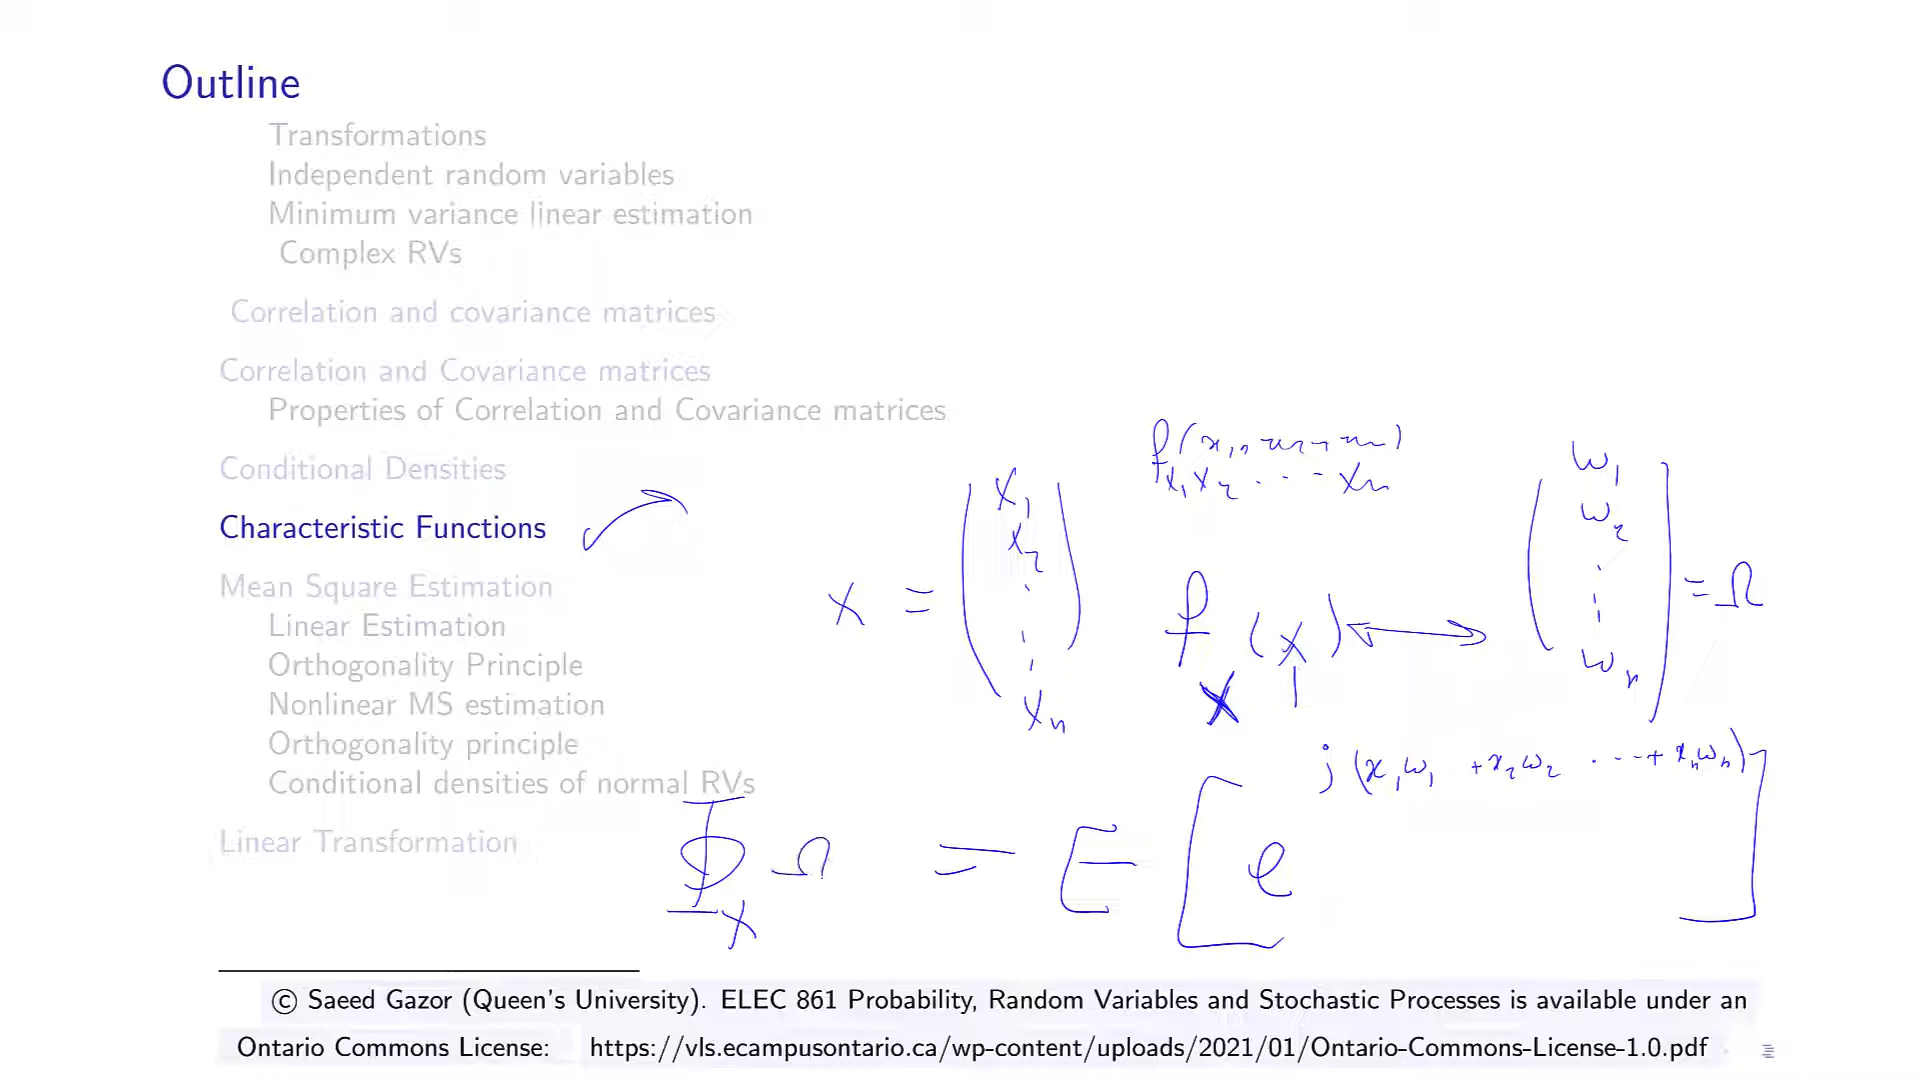 Outline
Transformations
Independent random variables
Minimum variance linear estimation
Complex RVs
Correlation and covariance matrices
Correlation and Covariance matrices
Properties of Correlation and Covariance matrices
Conditional Densities
Characteristic Functions
Mean Square Estimation
Linear Estimation
Orthogonality Principle
Nonlinear MS estimation
Orthogonality principle
Conditional densities of normal RVs
Linear Transformation
X =
X₁
X₂
Xₙ
f (x)
X
ω₁
ω₂
= Ω
j (x₁ω₁ + x₂ω₂ ... + xₙωₙ)
Φ Ω = E [ e ]
X
© Saeed Gazor (Queen's University). ELEC 861 Probability, Random Variables and Stochastic Processes is available under an
Ontario Commons License: https://vls.ecampusontario.ca/wp-content/uploads/2021/01/Ontario-Commons-License-1.0.pdf